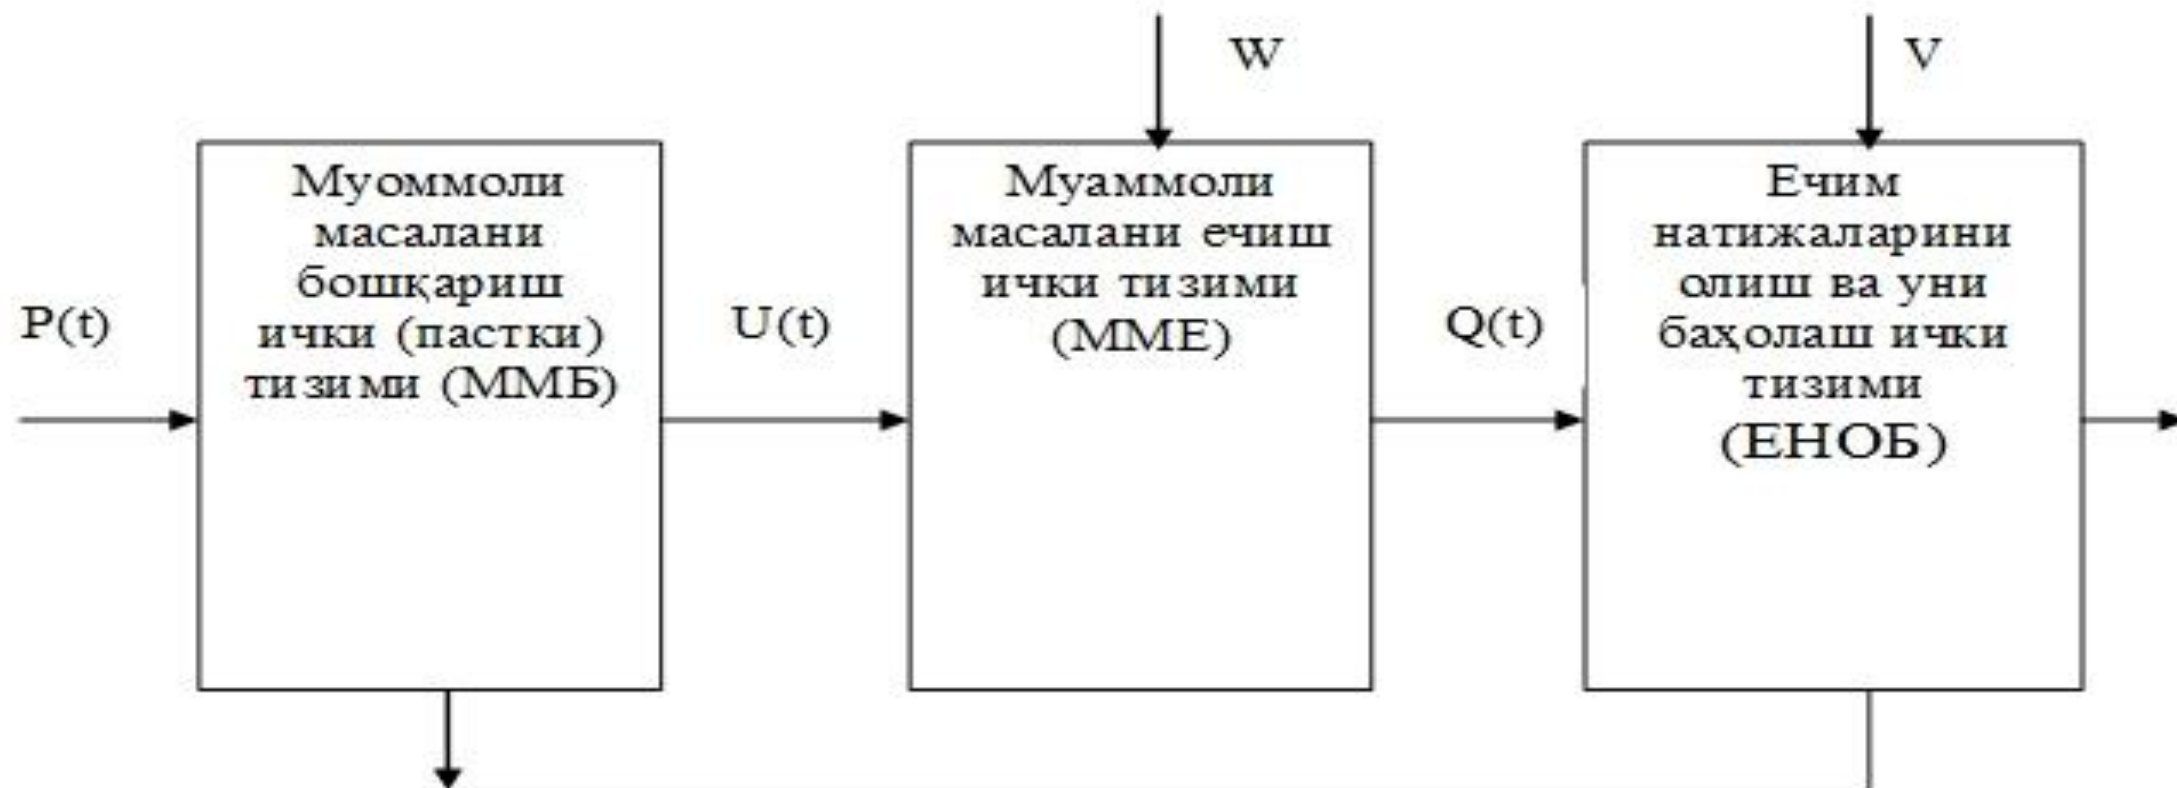 W
V
Муоммоли
масалани
бошқариш
ички (пастки)
тизими (ММБ)
Муаммоли
масалани ечиш
ички тизими
(ММЕ)
Ечим
натижаларини
олиш ва уни
баҳолаш ички
тизими
(ЕНОБ)
P(t)
U(t)
Q(t)